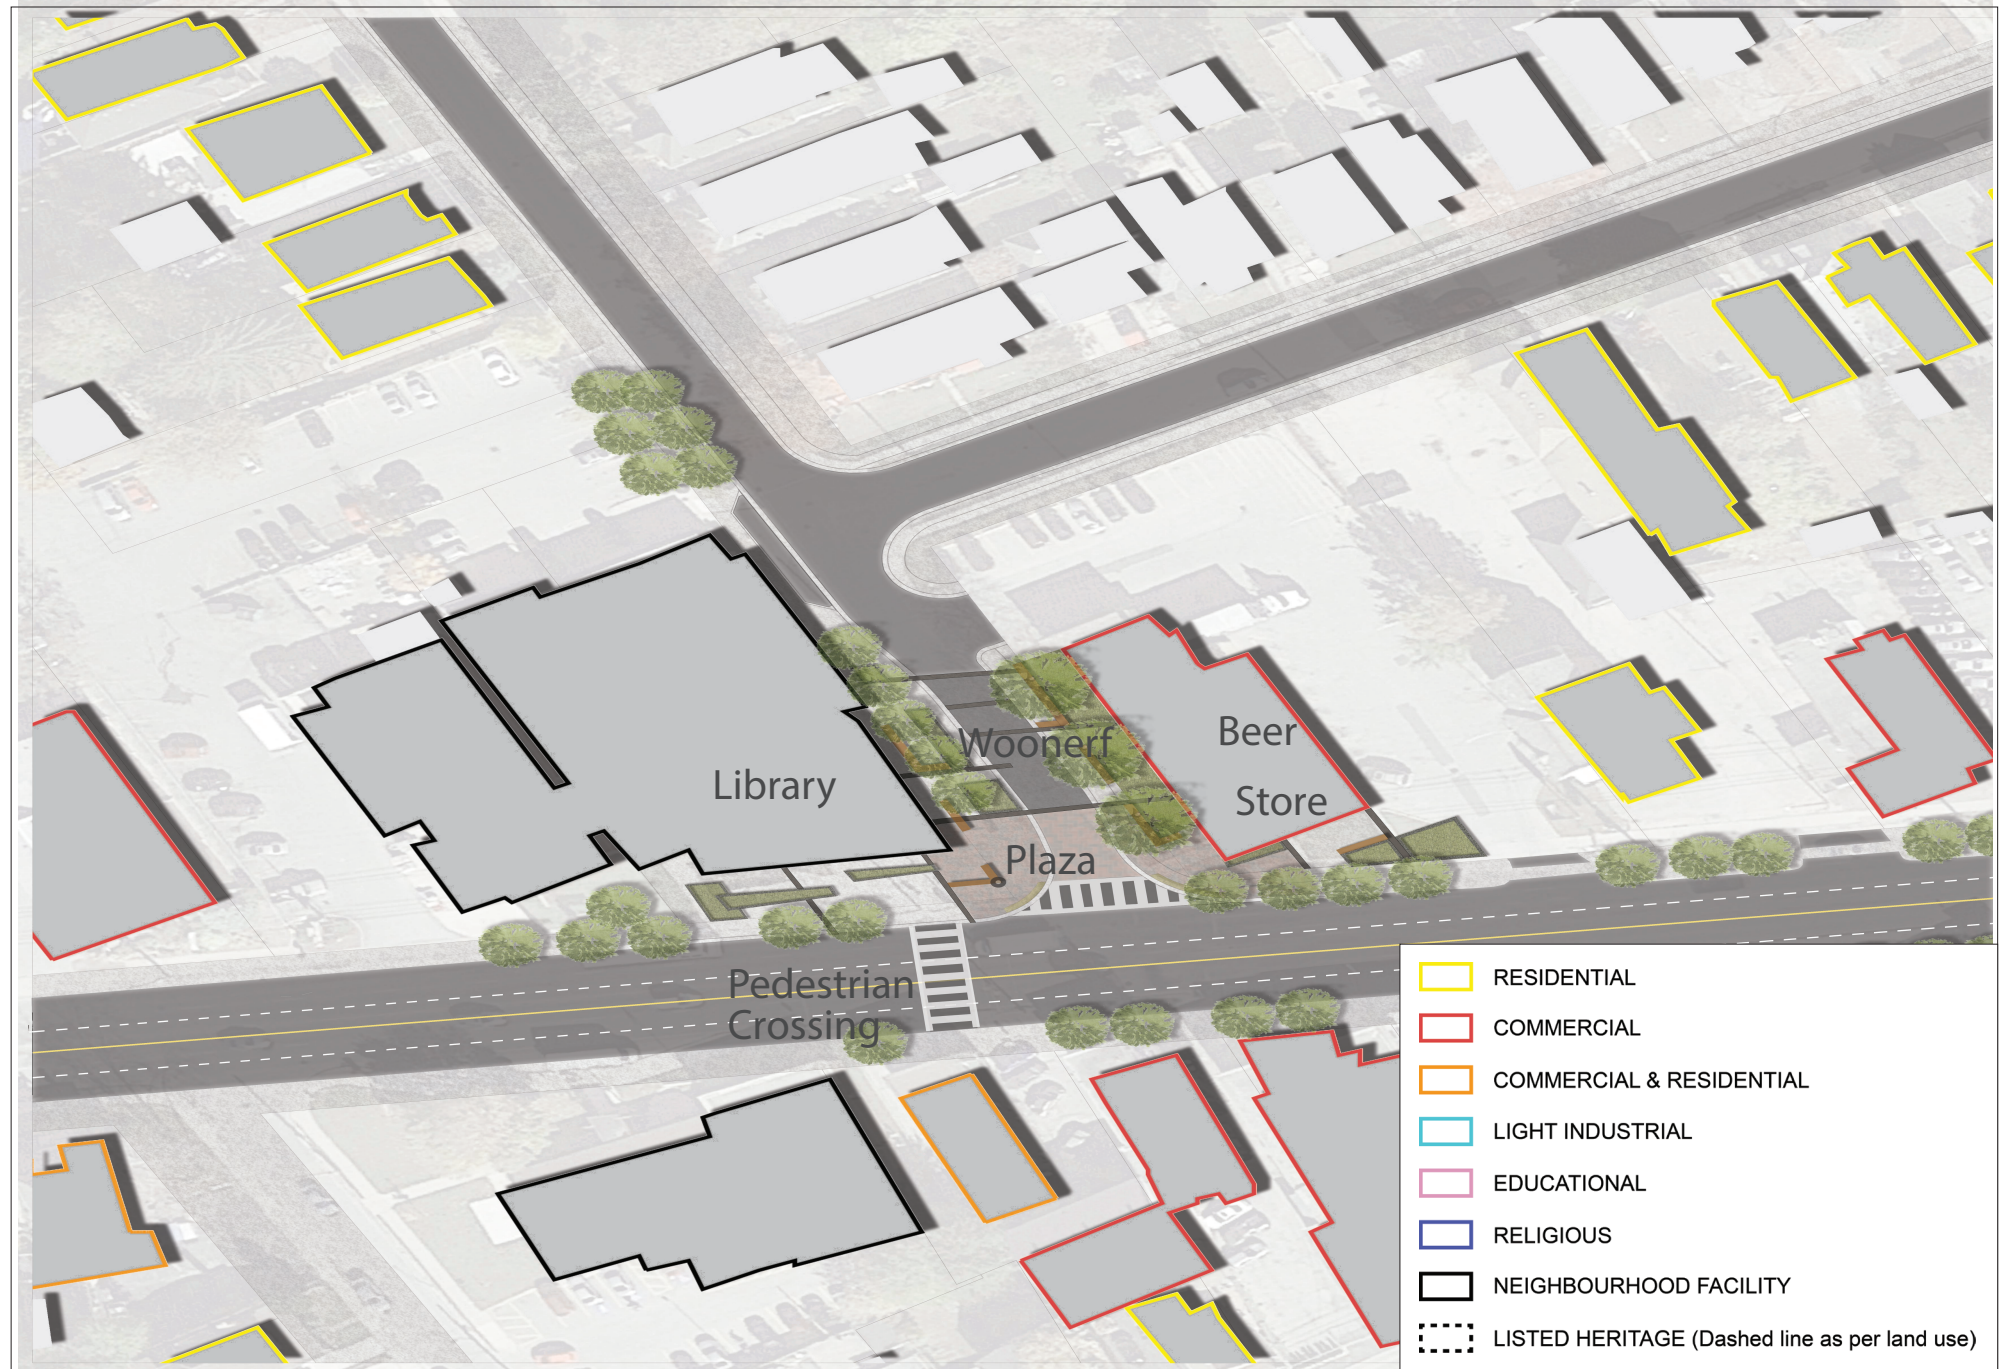 Woonerf
Beer
Store
Library
Plaza
Pedestrian
Crossing
RESIDENTIAL
COMMERCIAL
COMMERCIAL & RESIDENTIAL
LIGHT INDUSTRIAL
EDUCATIONAL
RELIGIOUS
NEIGHBOURHOOD FACILITY
LISTED HERITAGE (Dashed line as per land use)